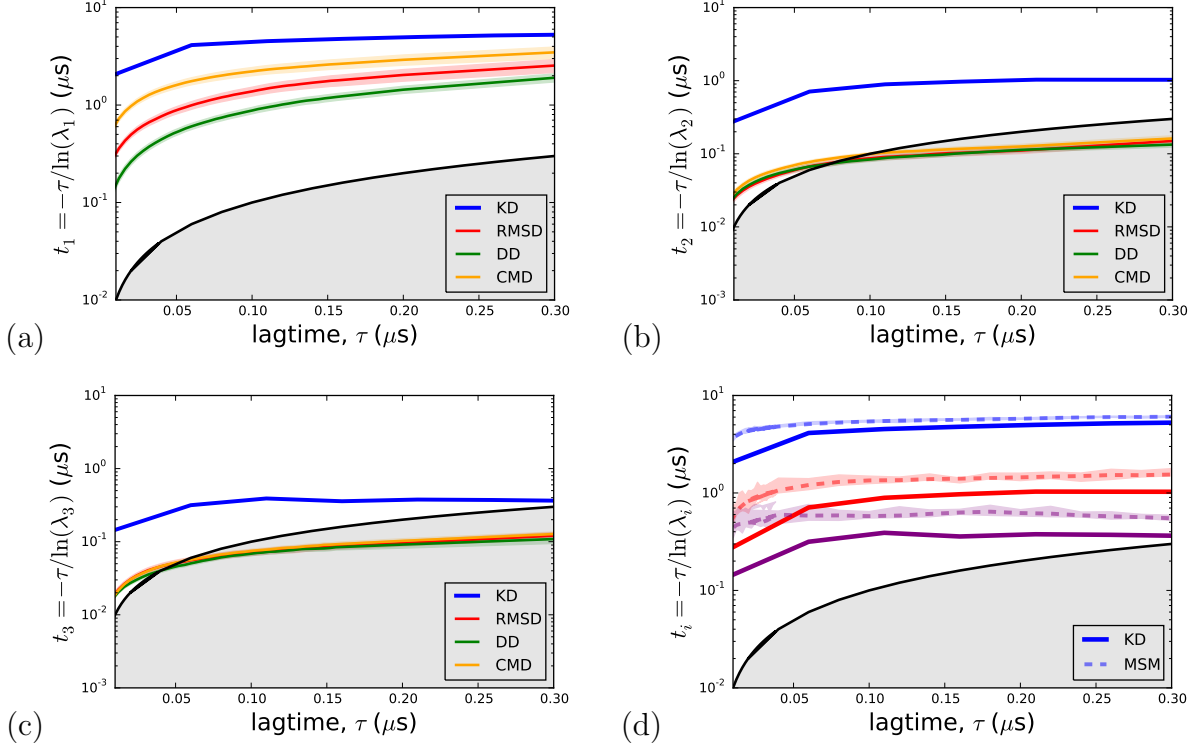 10^1
10^0
10^-1
10^-2
t_1 = −τ/ln(λ_1) (μs)
0.05 0.10 0.15 0.20 0.25 0.30
lagtime, τ (μs)
KD
RMSD
DD
CMD
(a)
10^1
10^0
10^-1
10^-2
10^-3
t_2 = −τ/ln(λ_2) (μs)
0.05 0.10 0.15 0.20 0.25 0.30
lagtime, τ (μs)
KD
RMSD
DD
CMD
(b)
10^1
10^0
10^-1
10^-2
10^-3
t_3 = −τ/ln(λ_3) (μs)
0.05 0.10 0.15 0.20 0.25 0.30
lagtime, τ (μs)
KD
RMSD
DD
CMD
(c)
10^1
10^0
10^-1
10^-2
t_i = −τ/ln(λ_i) (μs)
0.05 0.10 0.15 0.20 0.25 0.30
lagtime, τ (μs)
KD
MSM
(d)